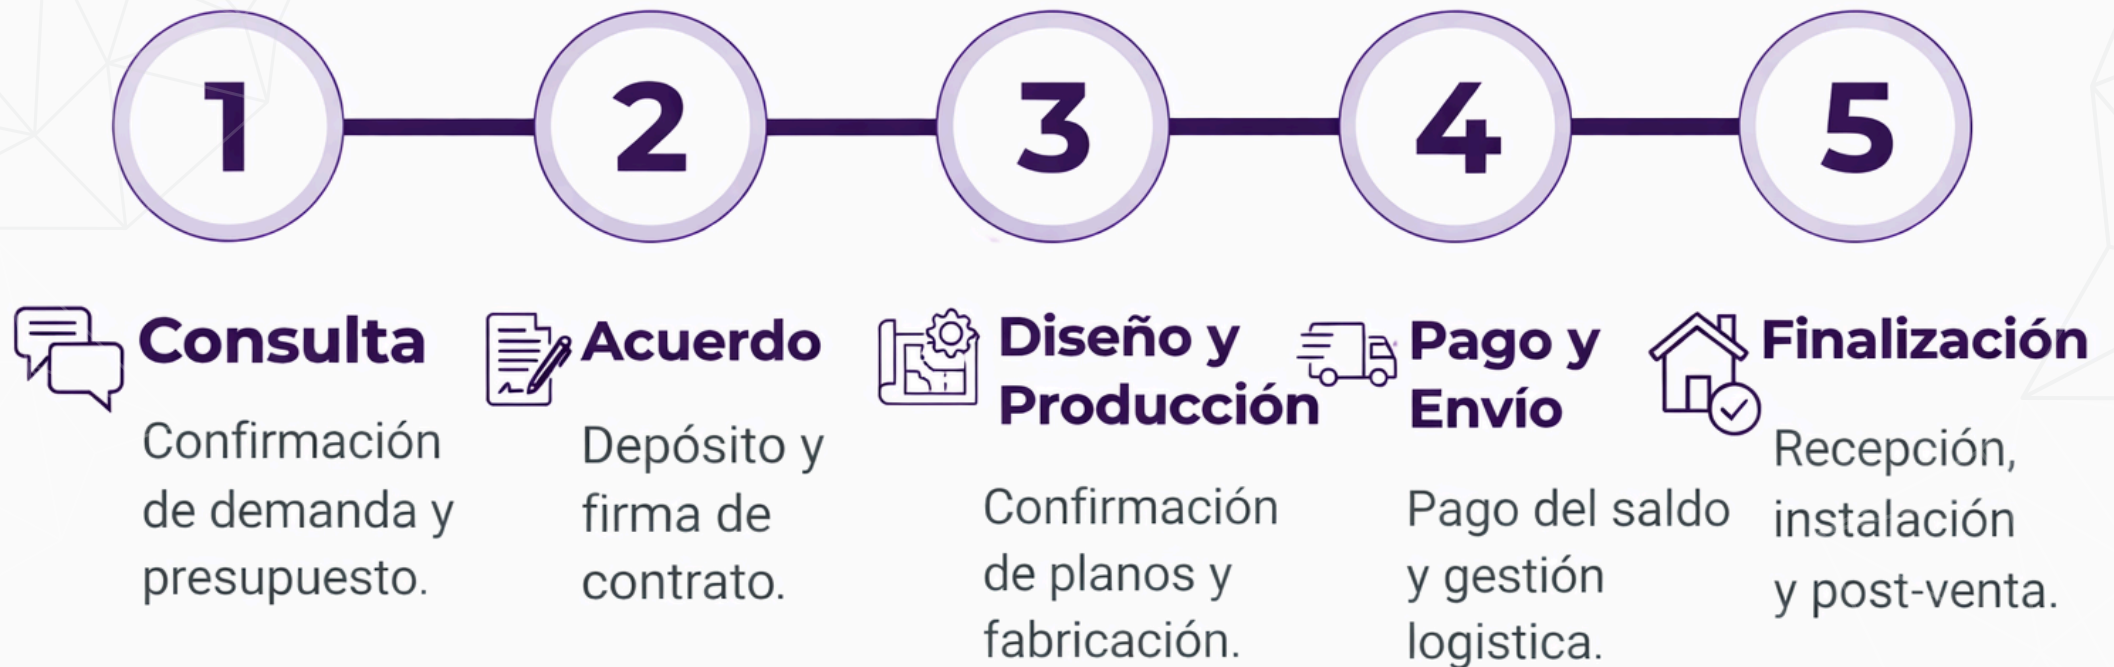 1
2
3
4
5
Consulta
Confirmación
de demanda y
presupuesto.
Acuerdo
Depósito y
firma de
contrato.
Diseño y
Producción
Confirmación
de planos y
fabricación.
Pago y
Envío
Pago del saldo
y gestión
logistica.
Finalización
Recepción,
instalación
y post-venta.